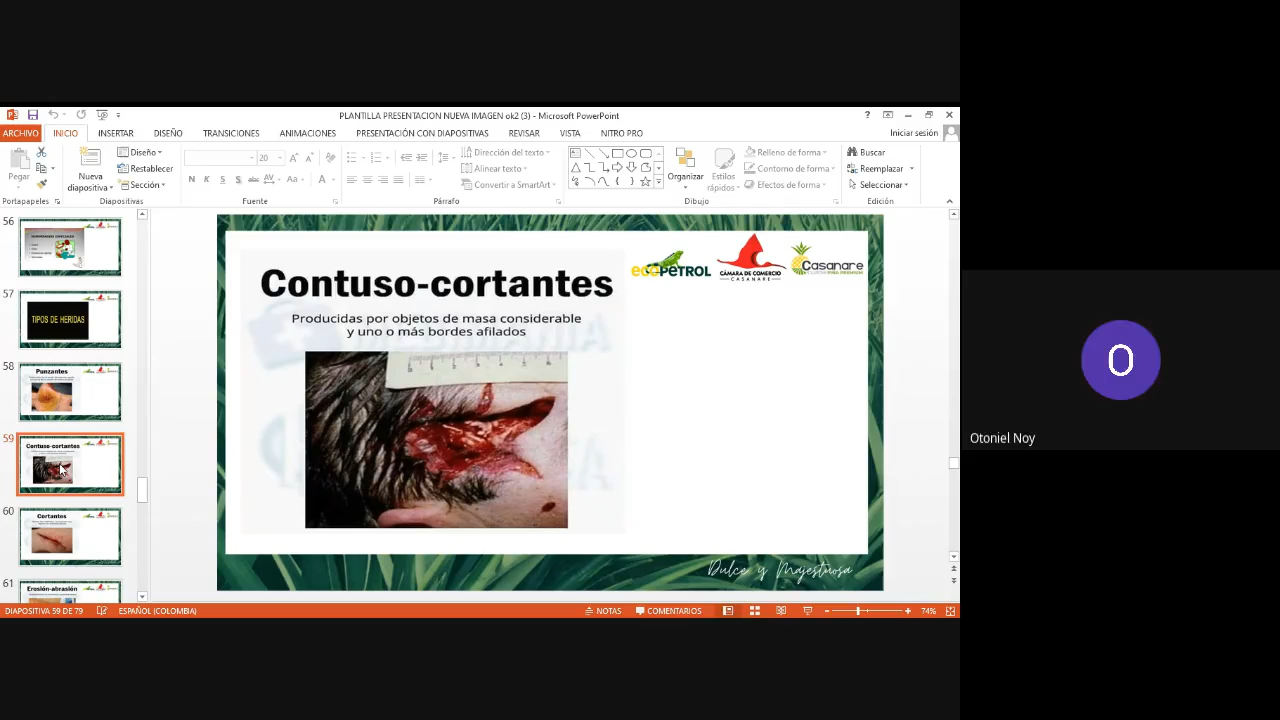 PLANTILLA PRESENTACION NUEVA IMAGEN ok2 (3) - Microsoft PowerPoint
ARCHIVO INICIO INSERTAR DISEÑO TRANSICIONES ANIMACIONES PRESENTACIÓN CON DIAPOSITIVAS REVISAR VISTA NITRO PRO Iniciar sesión
Pegar
Nueva diapositiva
Diseño
Restablecer
Sección
20
N K S S abc AV Aa A
Dirección del texto
Alinear texto
Convertir a SmartArt
Organizar
Estilos rápidos
Relleno de forma
Contorno de forma
Efectos de forma
Buscar
Reemplazar
Seleccionar
Portapapeles Diapositivas Fuente Párrafo Dibujo Edición
56
57
TIPOS DE HERIDAS
58
Punzantes
59
Contuso-cortantes
60
Cortantes
61
Erosión-abrasión
Contuso-cortantes
Producidas por objetos de masa considerable
y uno o más bordes afilados
ecoPETROL
CÁMARA DE COMERCIO
CASANARE
Casanare
Dulce y Majestuosa
O
Otoniel Noy
DIAPOSITIVA 59 DE 79 ESPAÑOL (COLOMBIA) NOTAS COMENTARIOS 74%